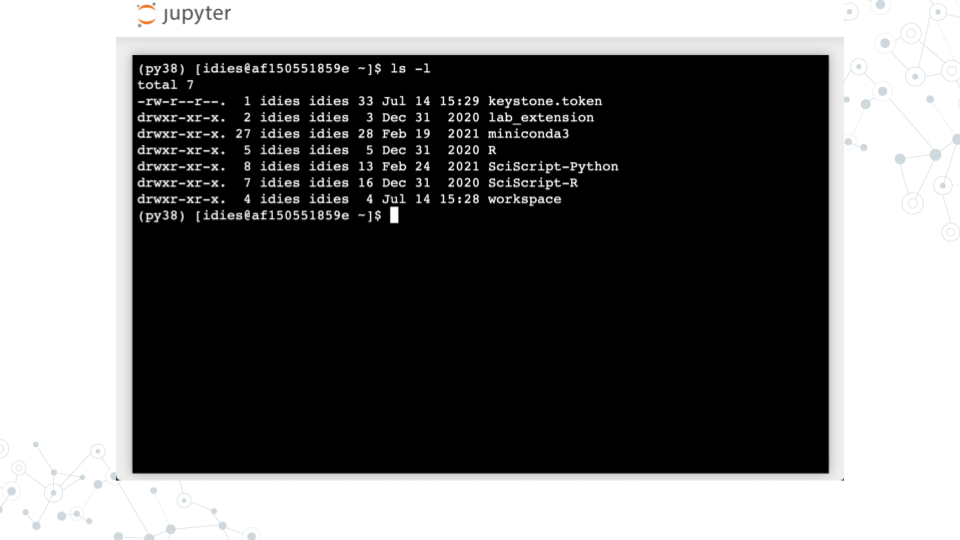 jupyter
(py38) [idies@af150551859e ~]$ ls -l
total 7
-rw-r--r--.  1 idies idies 33 Jul 14 15:29 keystone.token
drwxr-xr-x.  2 idies idies  3 Dec 31  2020 lab_extension
drwxr-xr-x. 27 idies idies 28 Feb 19  2021 miniconda3
drwxr-xr-x.  5 idies idies  5 Dec 31  2020 R
drwxr-xr-x.  8 idies idies 13 Feb 24  2021 SciScript-Python
drwxr-xr-x.  7 idies idies 16 Dec 31  2020 SciScript-R
drwxr-xr-x.  4 idies idies  4 Jul 14 15:28 workspace
(py38) [idies@af150551859e ~]$